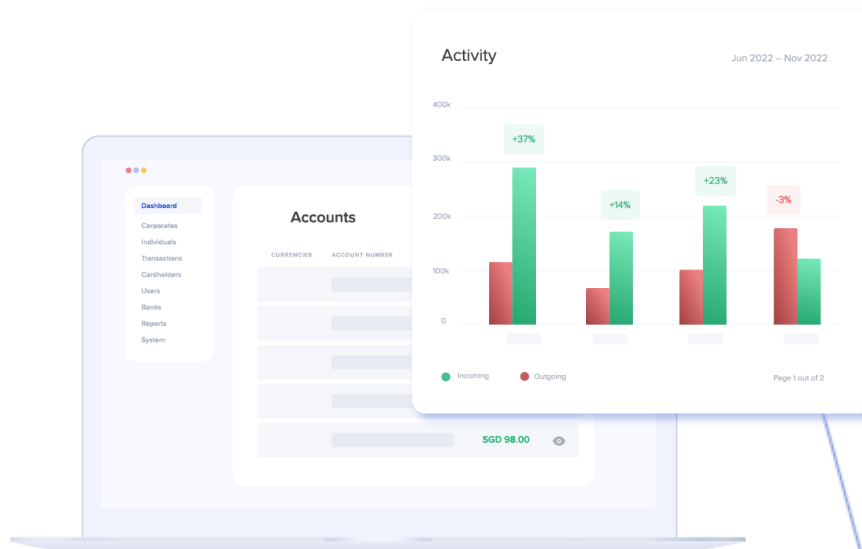 Activity
Jun 2022 – Nov 2022
400k
300k
200k
100k
0
+37%
+14%
+23%
-3%
Incoming
Outgoing
Page 1 out of 2
Dashboard
Corporates
Individuals
Transactions
Cardholders
Users
Banks
Reports
System
Accounts
CURRENCIES ACCOUNT NUMBER
SGD 98.00